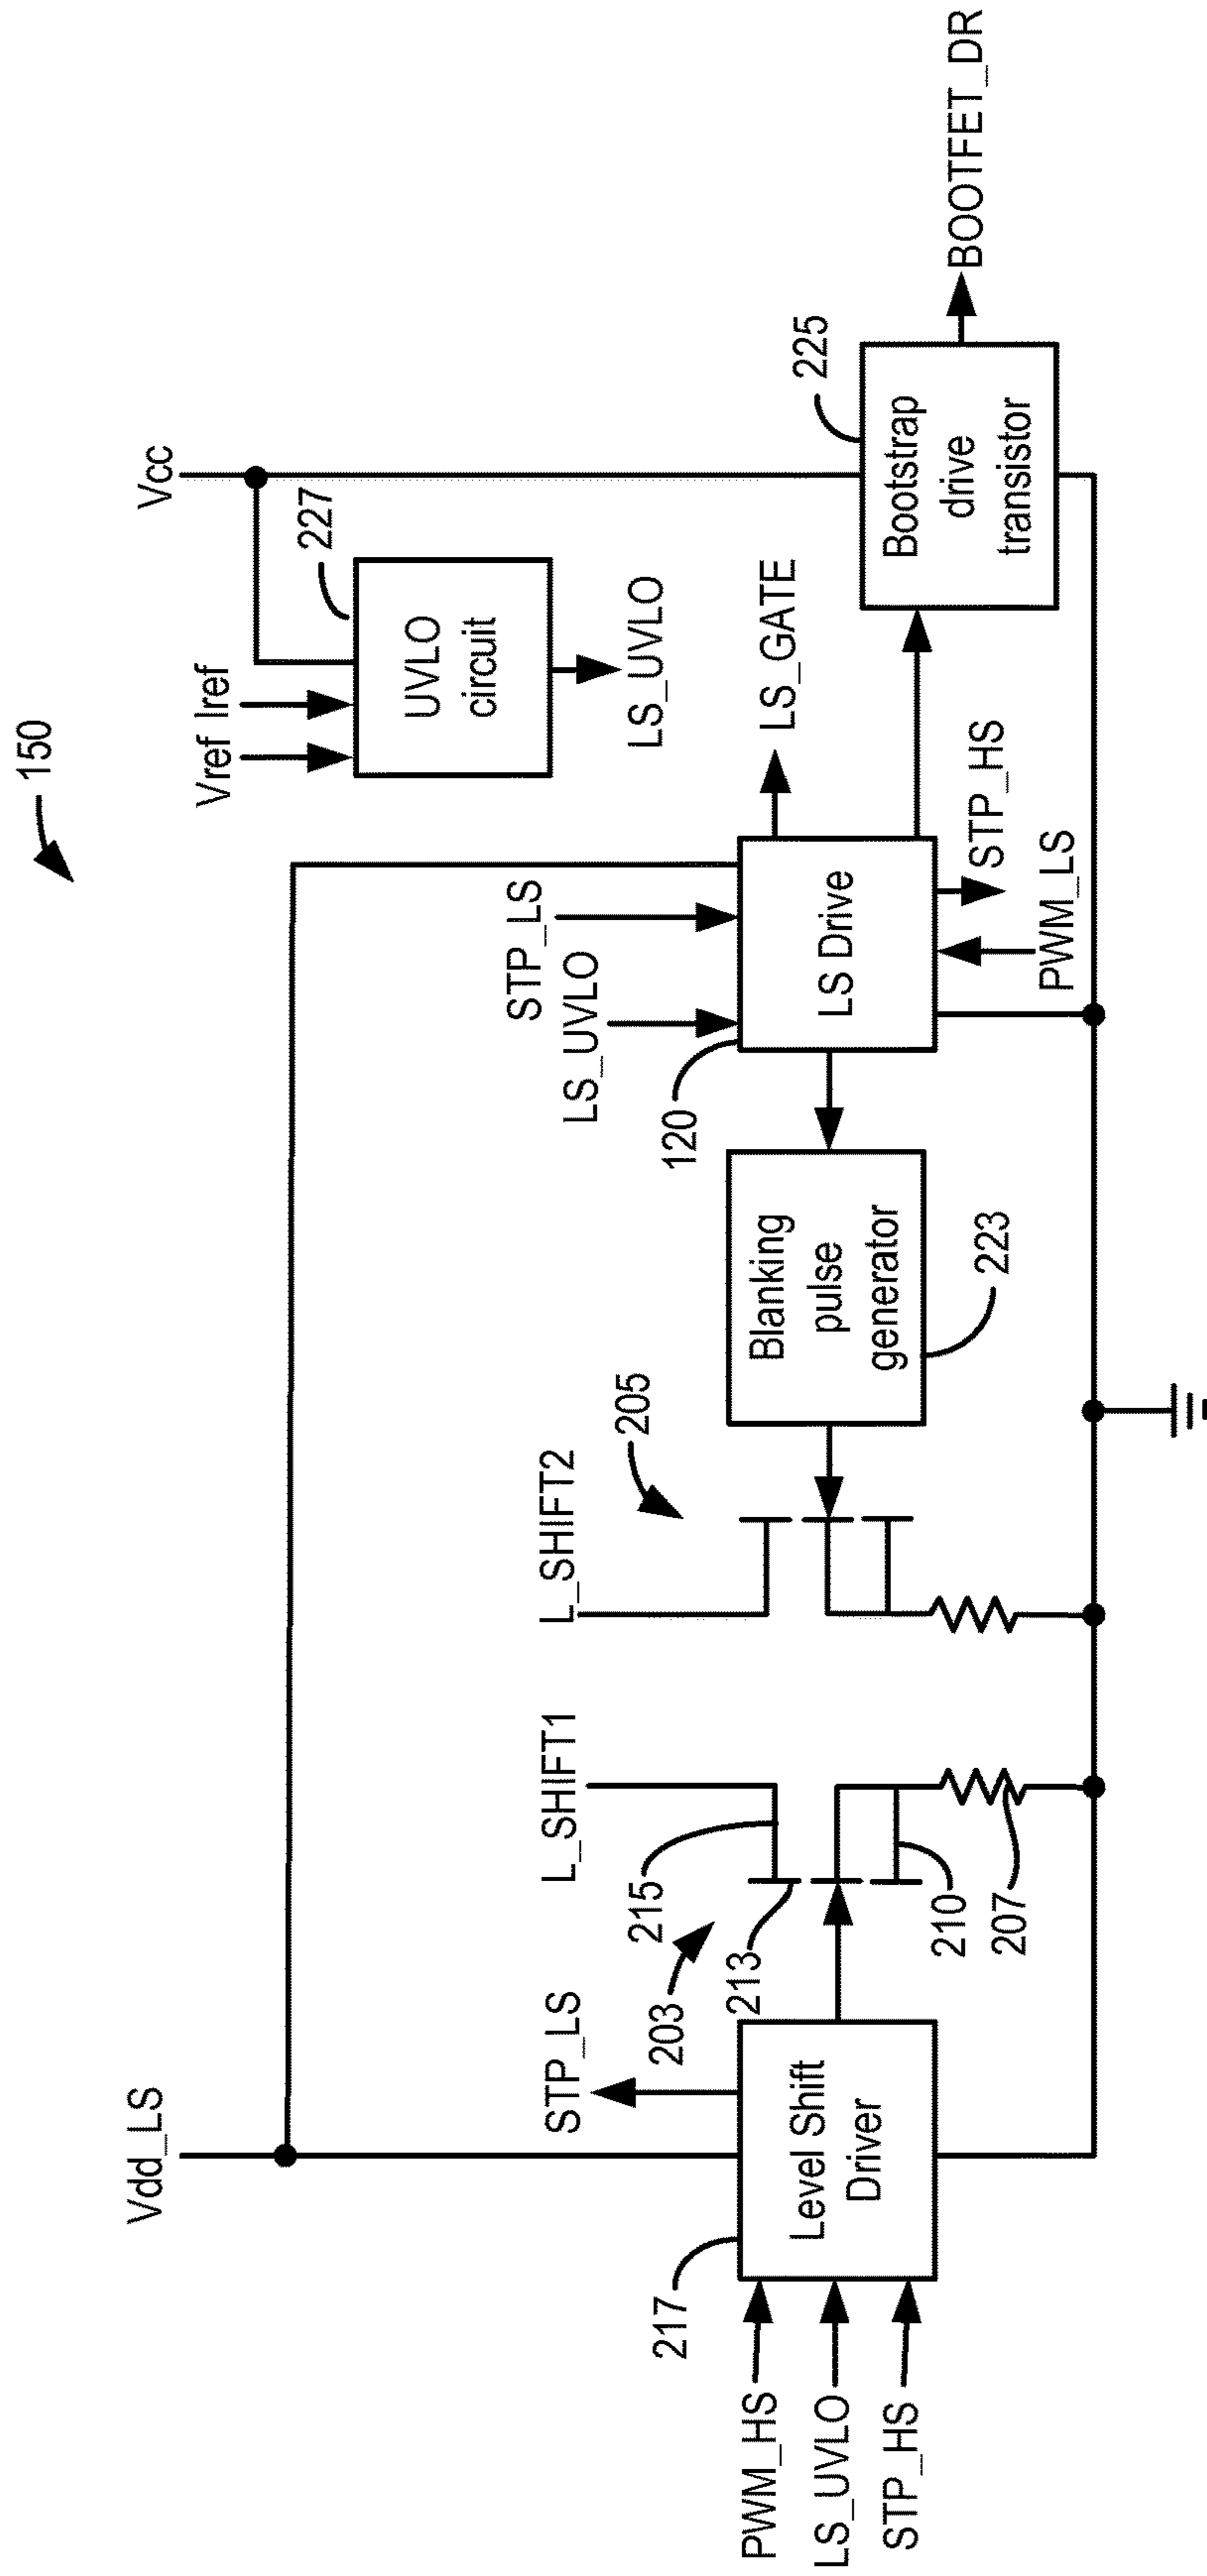 150
Vdd_LS
Vcc
Vref
Iref
227
UVLO
circuit
LS_UVLO
STP_LS
L_SHIFT1
L_SHIFT2
STP_LS
LS_UVLO
LS_GATE
225
BOOTFET_DR
217
203
215
213
205
120
PWM_HS
LS_UVLO
STP_HS
Level Shift
Driver
210
207
Blanking
pulse
generator
223
LS Drive
STP_HS
PWM_LS
Bootstrap
drive
transistor